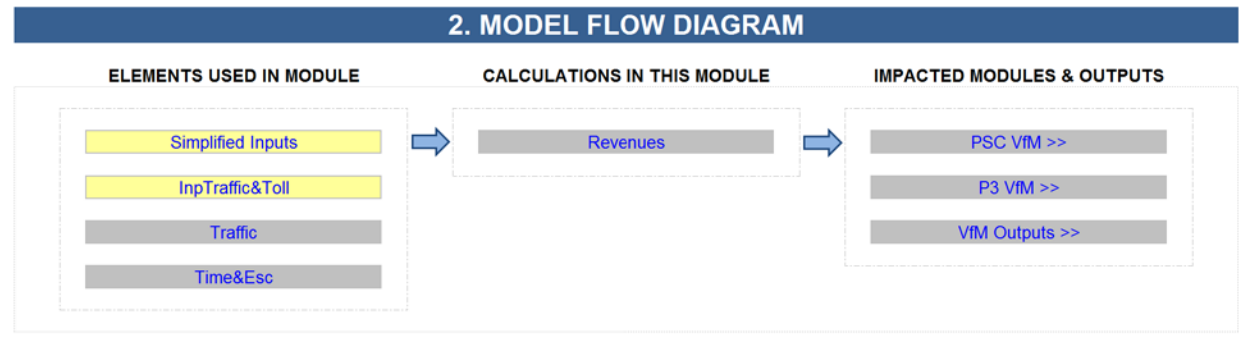 2. MODEL FLOW DIAGRAM
ELEMENTS USED IN MODULE
CALCULATIONS IN THIS MODULE
IMPACTED MODULES & OUTPUTS
Simplified Inputs
InpTraffic&Toll
Traffic
Time&Esc
Revenues
PSC VfM >>
P3 VfM >>
VfM Outputs >>